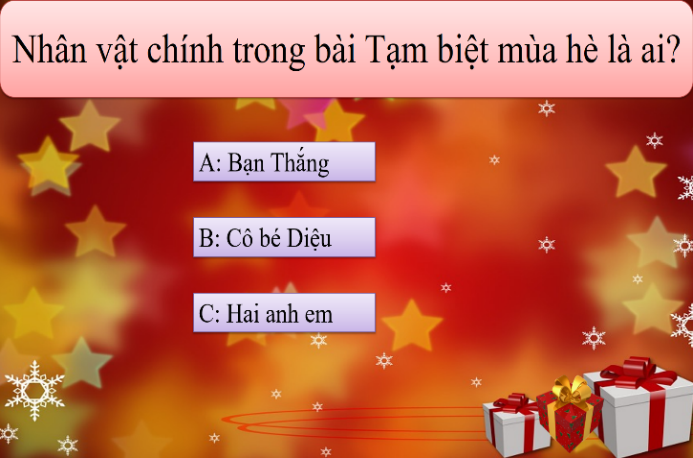 Nhân vật chính trong bài Tạm biệt mùa hè là ai?
A: Bạn Thắng
B: Cô bé Diệu
C: Hai anh em